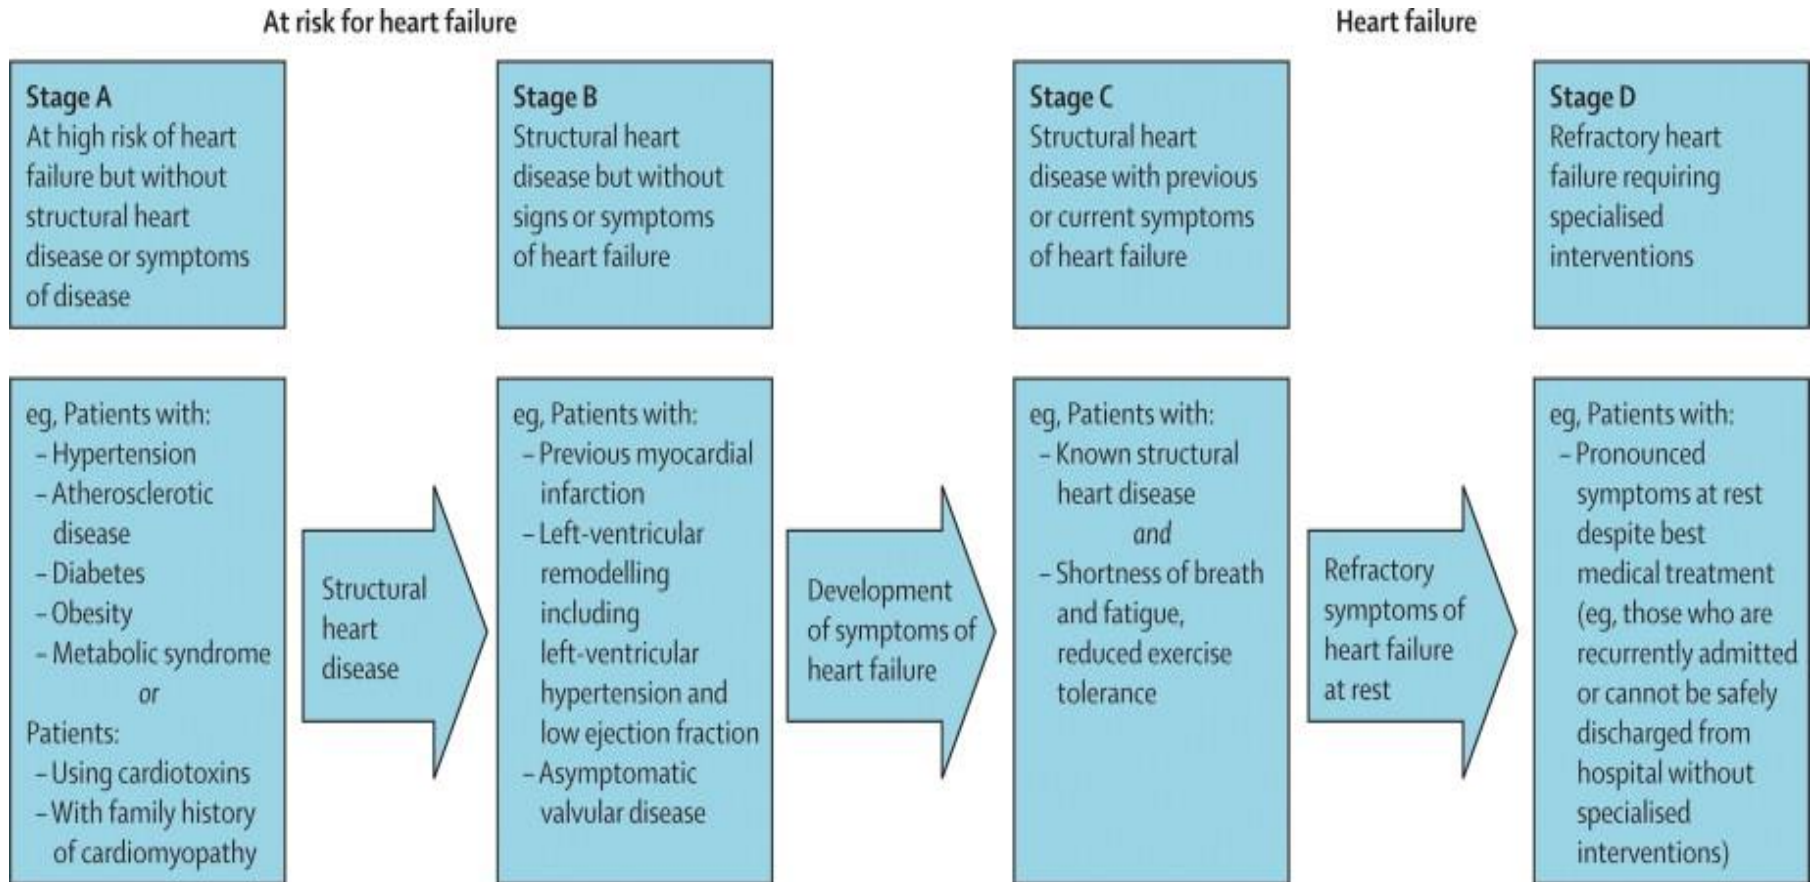 At risk for heart failure
Heart failure
Stage A
At high risk of heart
failure but without
structural heart
disease or symptoms
of disease
Stage B
Structural heart
disease but without
signs or symptoms
of heart failure
Stage C
Structural heart
disease with previous
or current symptoms
of heart failure
Stage D
Refractory heart
failure requiring
specialised
interventions
eg, Patients with:
– Hypertension
– Atherosclerotic
disease
– Diabetes
– Obesity
– Metabolic syndrome
or
Patients:
– Using cardiotoxins
– With family history
of cardiomyopathy
Structural
heart
disease
eg, Patients with:
– Previous myocardial
infarction
– Left-ventricular
remodelling
including
left-ventricular
hypertension and
low ejection fraction
– Asymptomatic
valvular disease
Development
of symptoms of
heart failure
eg, Patients with:
– Known structural
heart disease
and
– Shortness of breath
and fatigue,
reduced exercise
tolerance
Refractory
symptoms of
heart failure
at rest
eg, Patients with:
– Pronounced
symptoms at rest
despite best
medical treatment
(eg, those who are
recurrently admitted
or cannot be safely
discharged from
hospital without
specialised
interventions)